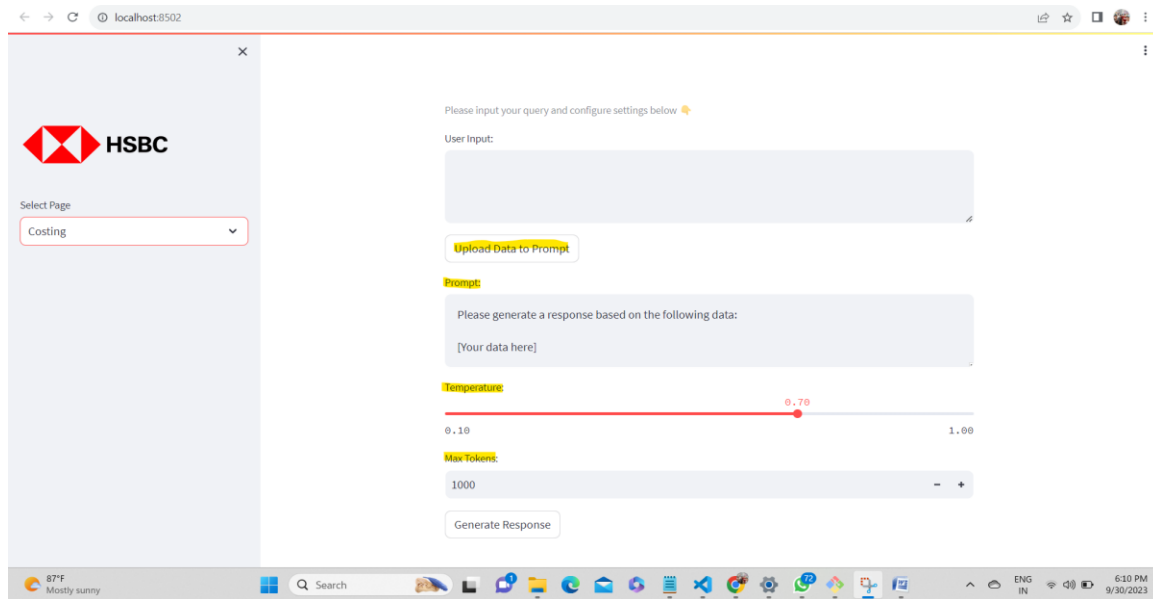 localhost:8502
HSBC
Select Page
Costing
Please input your query and configure settings below
User Input:
Upload Data to Prompt
Prompt:
Please generate a response based on the following data:
[Your data here]
Temperature:
0.70
0.10 1.00
Max Tokens:
1000 - +
Generate Response
87°F
Mostly sunny
Search
1
72
ENG
IN
6:10 PM
9/30/2023